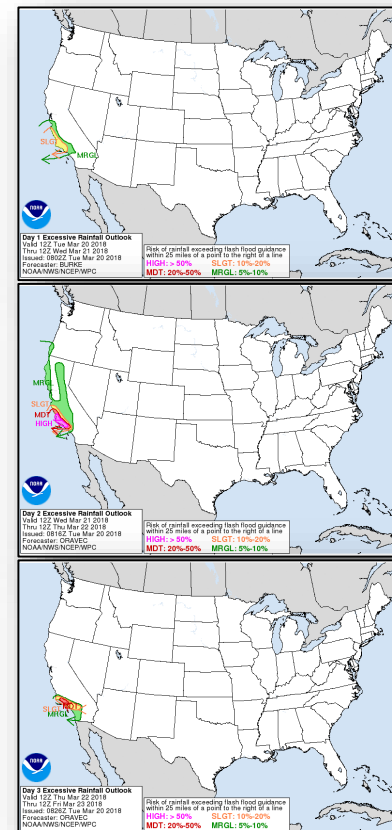 SLGT
MRGL
NOAA
Day 1 Excessive Rainfall Outlook
Valid 12Z Tue Mar 20 2018
Thru 12Z Wed Mar 21 2018
Issued: 0802Z Tue Mar 20 2018
Forecaster: BURKE
NOAA/NWS/NCEP/WPC
Risk of rainfall exceeding flash flood guidance
within 25 miles of a point to the right of a line
HIGH: > 50% SLGT: 10%-20%
MDT: 20%-50% MRGL: 5%-10%
MRGL
SLGT
MDT
HIGH
NOAA
Day 2 Excessive Rainfall Outlook
Valid 12Z Wed Mar 21 2018
Thru 12Z Thu Mar 22 2018
Issued: 0816Z Tue Mar 20 2018
Forecaster: ORAVEC
NOAA/NWS/NCEP/WPC
Risk of rainfall exceeding flash flood guidance
within 25 miles of a point to the right of a line
HIGH: > 50% SLGT: 10%-20%
MDT: 20%-50% MRGL: 5%-10%
MDT
SLGT
MRGL
NOAA
Day 3 Excessive Rainfall Outlook
Valid 12Z Thu Mar 22 2018
Thru 12Z Fri Mar 23 2018
Issued: 0826Z Tue Mar 20 2018
Forecaster: ORAVEC
NOAA/NWS/NCEP/WPC
Risk of rainfall exceeding flash flood guidance
within 25 miles of a point to the right of a line
HIGH: > 50% SLGT: 10%-20%
MDT: 20%-50% MRGL: 5%-10%